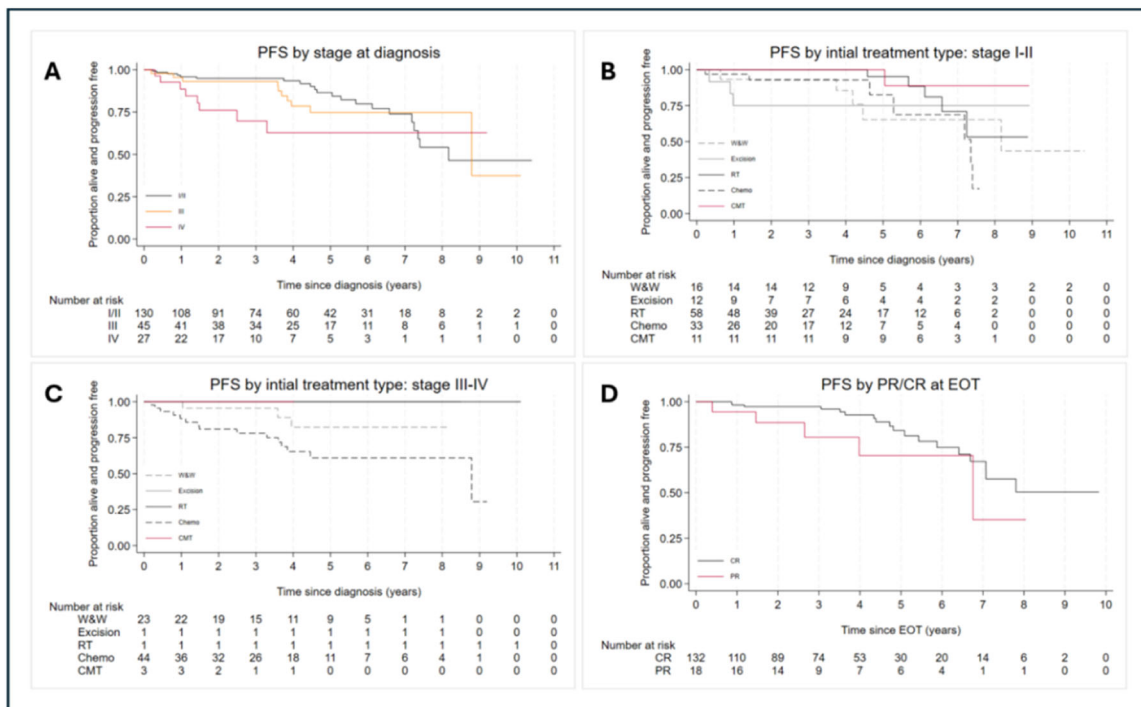 A
PFS by stage at diagnosis
Proportion alive and progression free
1.00
0.75
0.50
0.25
0.00
I/II
III
IV
0 1 2 3 4 5 6 7 8 9 10 11
Time since diagnosis (years)
Number at risk
I/II 130 108 91 74 60 42 31 18 8 2 2 0
III 45 41 38 34 25 17 11 8 6 1 1 0
IV 27 22 17 10 7 5 3 1 1 1 0 0
B
PFS by intial treatment type: stage I-II
Proportion alive and progression free
1.00
0.75
0.50
0.25
0.00
W&W
Excision
RT
Chemo
CMT
0 1 2 3 4 5 6 7 8 9 10 11
Time since diagnosis (years)
Number at risk
W&W 16 14 14 12 9 5 4 3 3 2 2 0
Excision 12 9 7 7 6 4 4 2 2 0 0 0
RT 58 48 39 27 24 17 12 6 2 0 0 0
Chemo 33 26 20 17 12 7 5 4 0 0 0 0
CMT 11 11 11 11 9 9 6 3 1 0 0 0
C
PFS by intial treatment type: stage III-IV
Proportion alive and progression free
1.00
0.75
0.50
0.25
0.00
W&W
Excision
RT
Chemo
CMT
0 1 2 3 4 5 6 7 8 9 10 11
Time since diagnosis (years)
Number at risk
W&W 23 22 19 15 11 9 5 1 1 0 0 0
Excision 1 1 1 1 1 1 1 1 1 0 0 0
RT 1 1 1 1 1 1 1 1 1 1 1 0
Chemo 44 36 32 26 18 11 7 6 4 1 0 0
CMT 3 3 2 1 1 0 0 0 0 0 0 0
D
PFS by PR/CR at EOT
Proportion alive and progression free
1.00
0.75
0.50
0.25
0.00
CR
PR
0 1 2 3 4 5 6 7 8 9 10
Time since EOT (years)
Number at risk
CR 132 110 89 74 53 30 20 14 6 2 0
PR 18 16 14 9 7 6 4 1 1 0 0